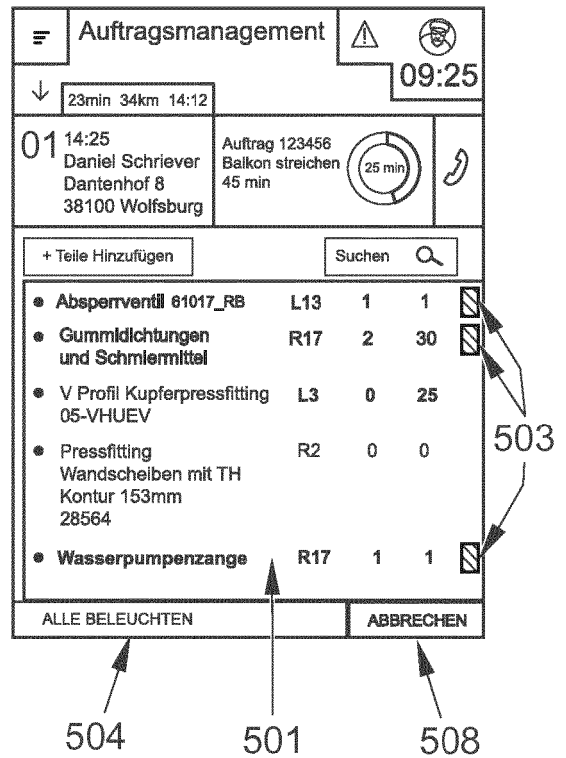 Auftragsmanagement
09:25
23min 34km 14:12
01
14:25
Daniel Schriever
Dantenhof 8
38100 Wolfsburg
Auftrag 123456
Balkon streichen
45 min
25 min
+ Teile Hinzufügen
Suchen
Absperrventil 61017_RB L13 1 1
Gummidichtungen R17 2 30
und Schmiermittel
V Profil Kupferpressfitting L3 0 25
05-VHUEV
Pressfitting R2 0 0
Wandscheiben mit TH
Kontur 153mm
28564
Wasserpumpenzange R17 1 1
503
ALLE BELEUCHTEN
ABBRECHEN
504
501
508